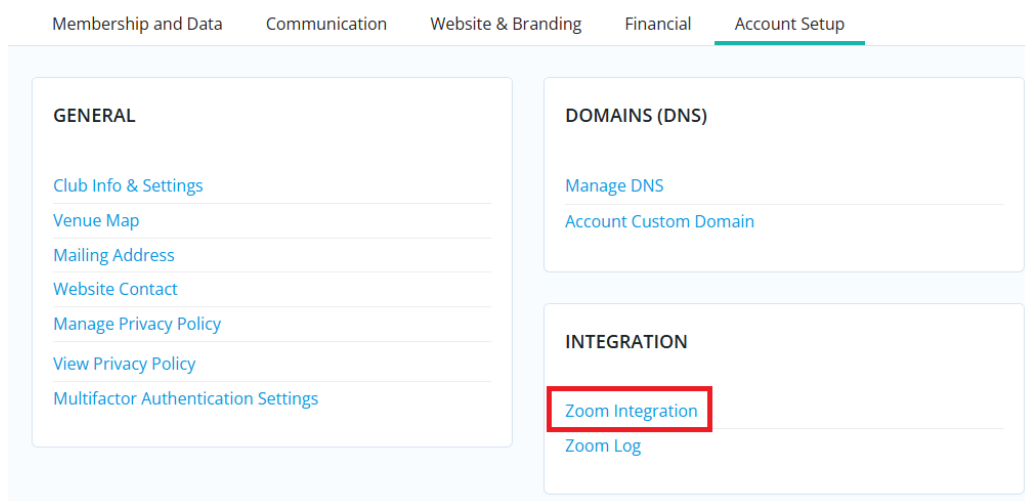 Membership and Data Communication Website & Branding Financial Account Setup
GENERAL
Club Info & Settings
Venue Map
Mailing Address
Website Contact
Manage Privacy Policy
View Privacy Policy
Multifactor Authentication Settings
DOMAINS (DNS)
Manage DNS
Account Custom Domain
INTEGRATION
Zoom Integration
Zoom Log